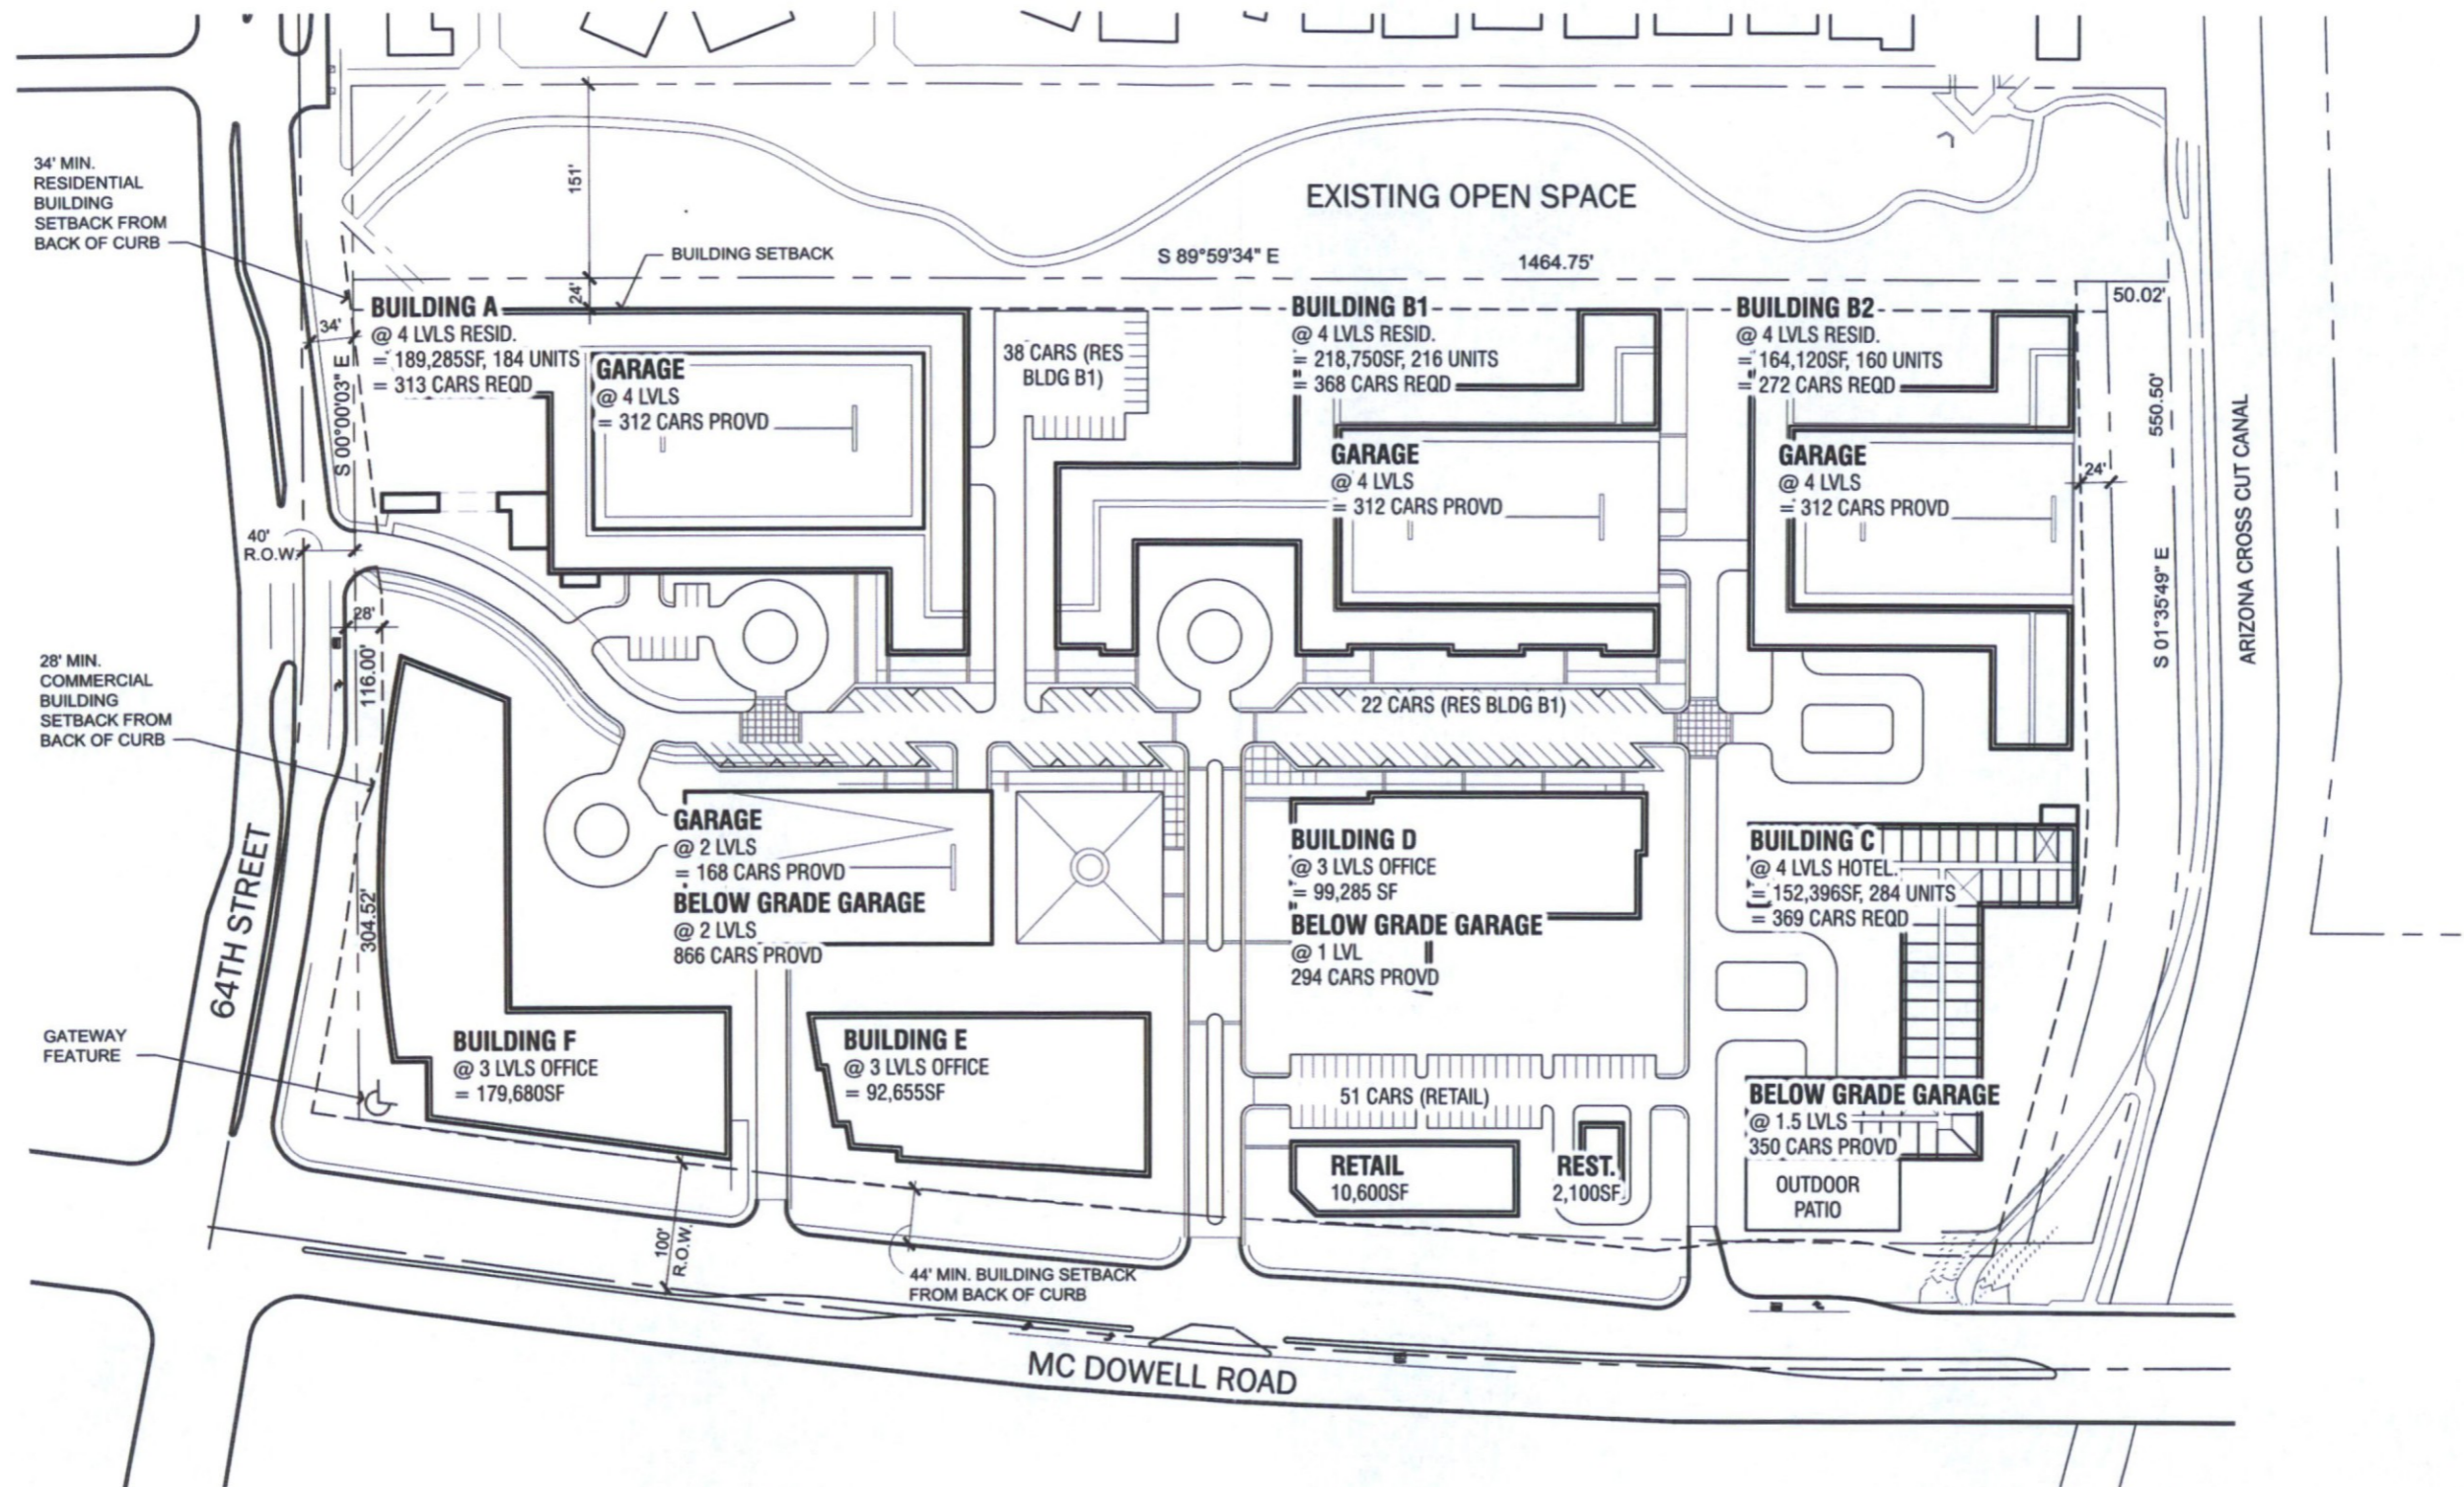 34' MIN.
RESIDENTIAL
BUILDING
SETBACK FROM
BACK OF CURB
151'
EXISTING OPEN SPACE
BUILDING SETBACK
S 89°59'34" E
1464.75'
24'
50.02'
34'
S 00°00'03" E
BUILDING A
@ 4 LVLS RESID.
= 189,285SF, 184 UNITS
= 313 CARS REQD
GARAGE
@ 4 LVLS
= 312 CARS PROVD
38 CARS (RES
BLDG B1)
BUILDING B1
@ 4 LVLS RESID.
= 218,750SF, 216 UNITS
= 368 CARS REQD
GARAGE
@ 4 LVLS
= 312 CARS PROVD
BUILDING B2
@ 4 LVLS RESID.
= 164,120SF, 160 UNITS
= 272 CARS REQD
GARAGE
@ 4 LVLS
= 312 CARS PROVD
24'
550.50'
S 01°35'49" E
ARIZONA CROSS CUT CANAL
40'
R.O.W.
28'
116.00'
28' MIN.
COMMERCIAL
BUILDING
SETBACK FROM
BACK OF CURB
22 CARS (RES BLDG B1)
304.52'
64TH STREET
GARAGE
@ 2 LVLS
= 168 CARS PROVD
BELOW GRADE GARAGE
@ 2 LVLS
866 CARS PROVD
BUILDING D
@ 3 LVLS OFFICE
= 99,285 SF
BELOW GRADE GARAGE
@ 1 LVL
294 CARS PROVD
BUILDING C
@ 4 LVLS HOTEL
= 152,396SF, 284 UNITS
= 369 CARS REQD
GATEWAY
FEATURE
BUILDING F
@ 3 LVLS OFFICE
= 179,680SF
BUILDING E
@ 3 LVLS OFFICE
= 92,655SF
51 CARS (RETAIL)
BELOW GRADE GARAGE
@ 1.5 LVLS
350 CARS PROVD
RETAIL
10,600SF
REST.
2,100SF
OUTDOOR
PATIO
100'
R.O.W.
44' MIN. BUILDING SETBACK
FROM BACK OF CURB
MC DOWELL ROAD